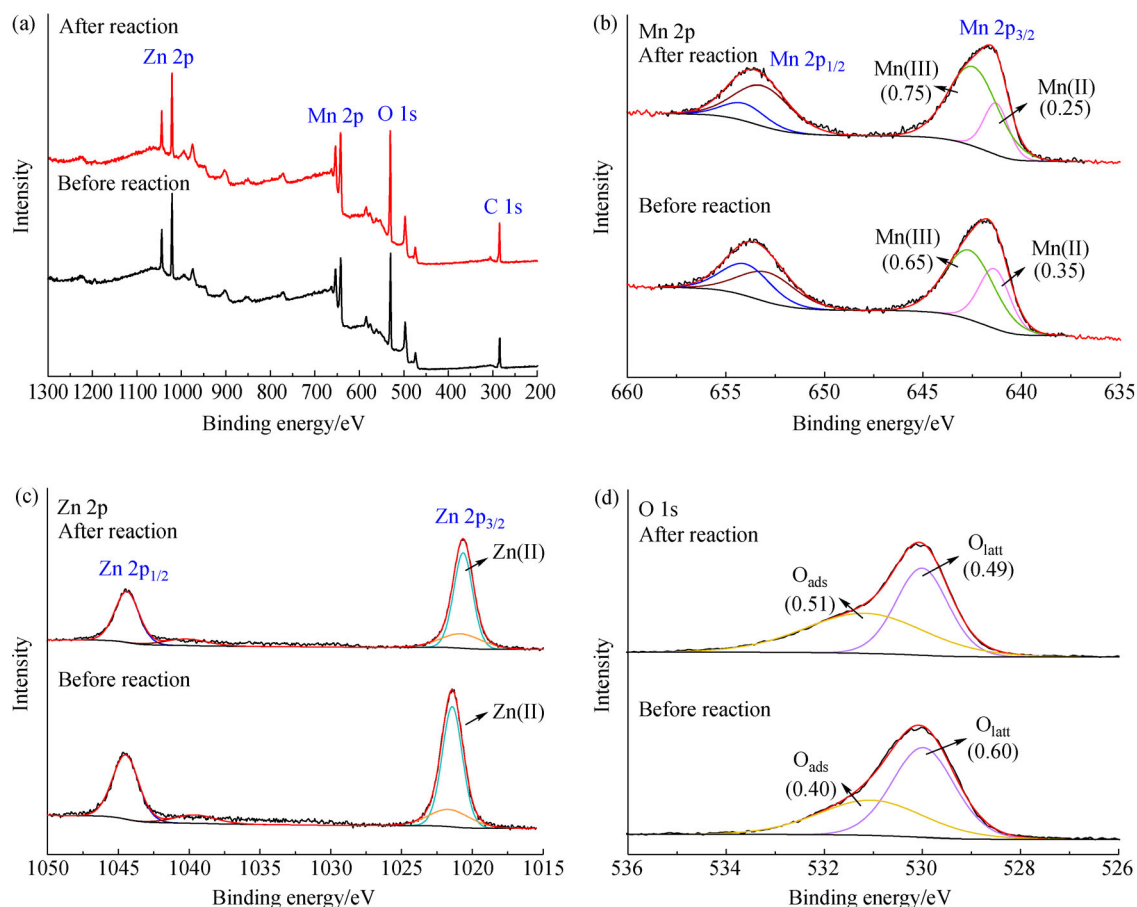 (a)
After reaction
Zn 2p
Mn 2p
O 1s
Before reaction
C 1s
Intensity
1300 1200 1100 1000 900 800 700 600 500 400 300 200
Binding energy/eV
(b)
Mn 2p
After reaction
Mn 2p1/2
Mn 2p3/2
Mn(III)
(0.75)
Mn(II)
(0.25)
Before reaction
Mn(III)
(0.65)
Mn(II)
(0.35)
Intensity
660 655 650 645 640 635
Binding energy/eV
(c)
Zn 2p
After reaction
Zn 2p1/2
Zn 2p3/2
Zn(II)
Before reaction
Zn(II)
Intensity
1050 1045 1040 1035 1030 1025 1020 1015
Binding energy/eV
(d)
O 1s
After reaction
Olatt
(0.49)
Oads
(0.51)
Before reaction
Olatt
(0.60)
Oads
(0.40)
Intensity
536 534 532 530 528 526
Binding energy/eV